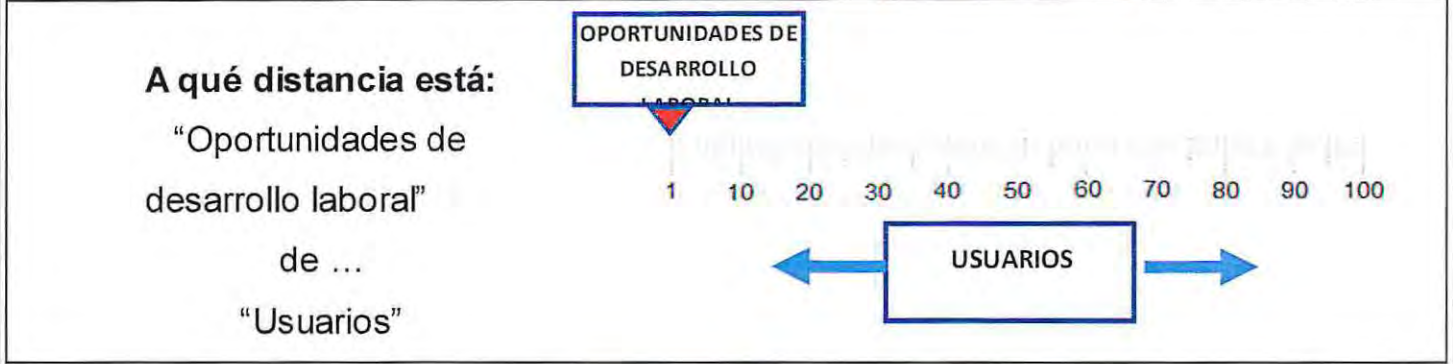 A qué distancia está:
“Oportunidades de
desarrollo laboral”
de ...
“Usuarios”
OPORTUNIDADES DE
DESARROLLO
LABORAL
1 10 20 30 40 50 60 70 80 90 100
USUARIOS